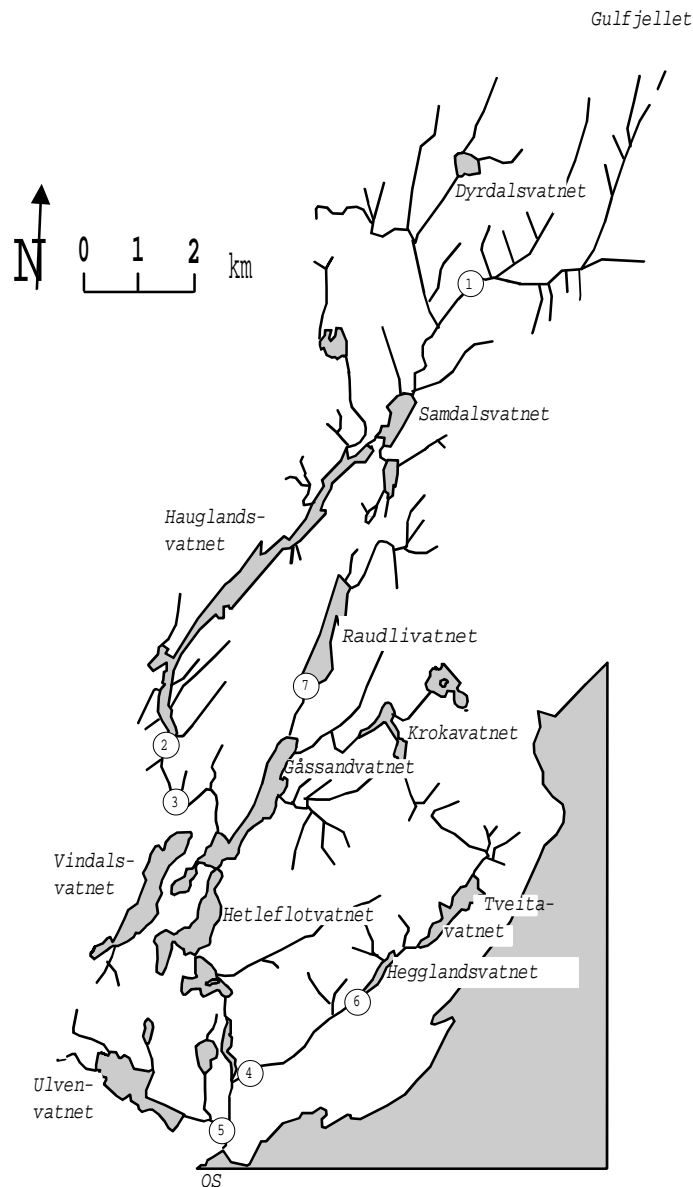 Gulfjellet
Dyrdalsvatnet
N
0 1 2 km
1
Samdalsvatnet
Hauglands-
vatnet
Raudlivatnet
7
Krokavatnet
2
Gåssandvatnet
3
Vindals-
vatnet
Tveita-
vatnet
Hetleflotvatnet
Hegglandsvatnet
6
4
Ulven-
vatnet
5
OS